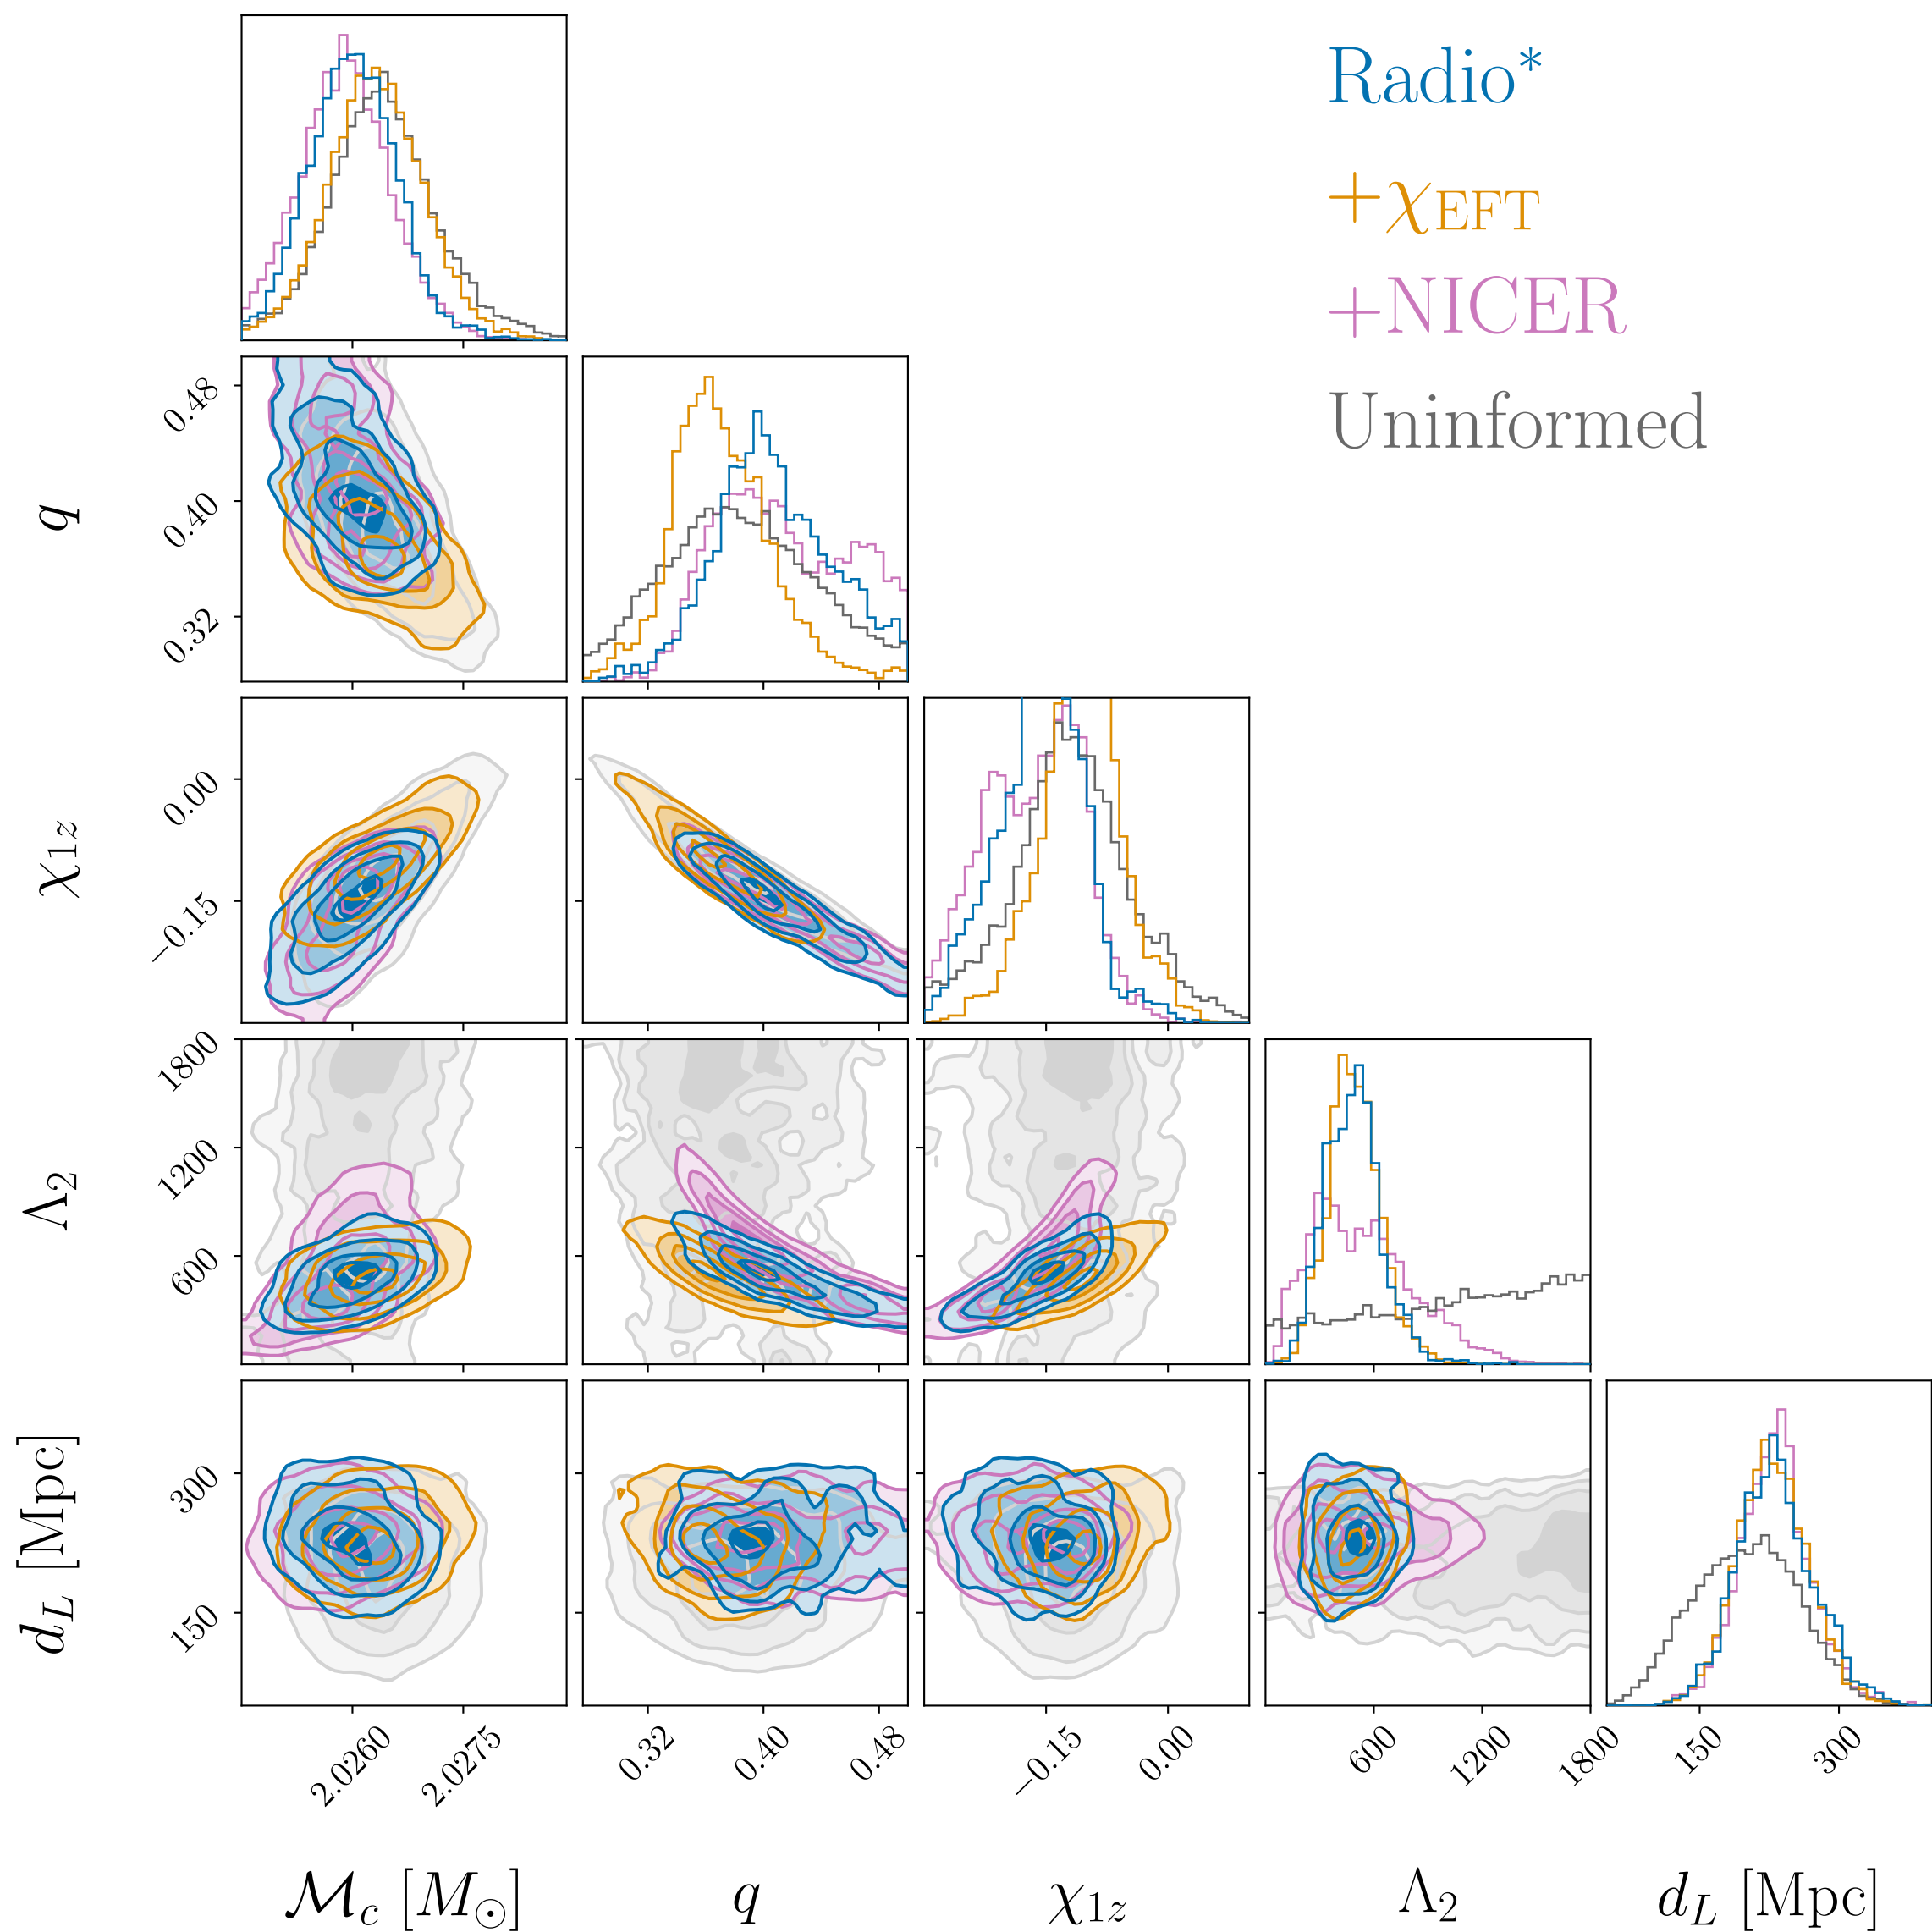 Radio*
+χEFT
+NICER
Uninformed
q
0.48
0.40
0.32
χ1z
0.00
−0.15
Λ2
1800
1200
600
dL [Mpc]
300
150
2.0260 2.0275 0.32 0.40 0.48 −0.15 0.00 600 1200 1800 150 300
ℳc [M⊙] q χ1z Λ2 dL [Mpc]